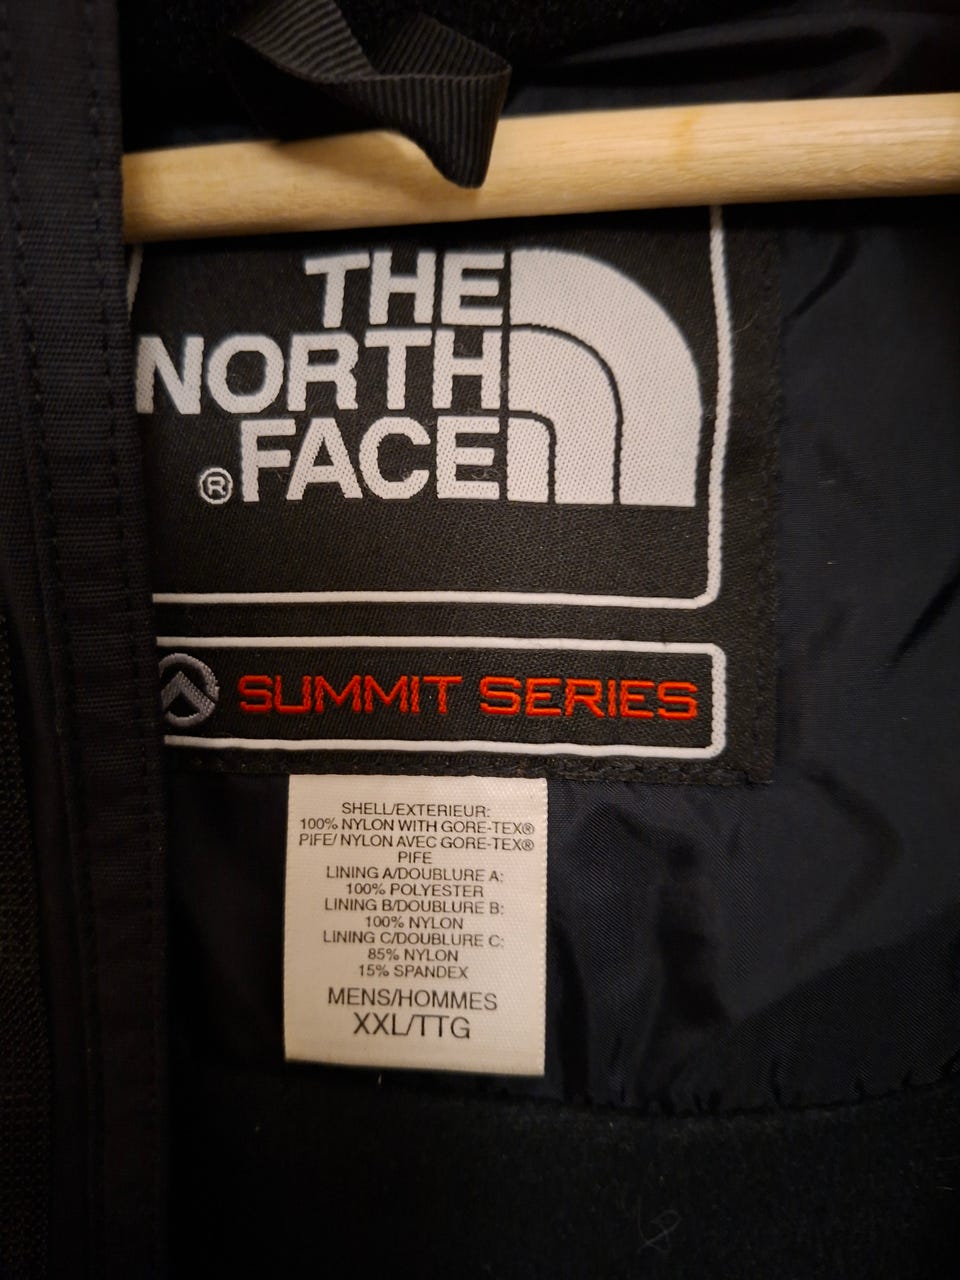 THE
NORTH
FACE
®
SUMMIT SERIES
SHELL/EXTERIEUR:
100% NYLON WITH GORE-TEX®
PIFE/ NYLON AVEC GORE-TEX®
PIFE
LINING A/DOUBLURE A:
100% POLYESTER
LINING B/DOUBLURE B:
100% NYLON
LINING C/DOUBLURE C:
85% NYLON
15% SPANDEX
MENS/HOMMES
XXL/TTG